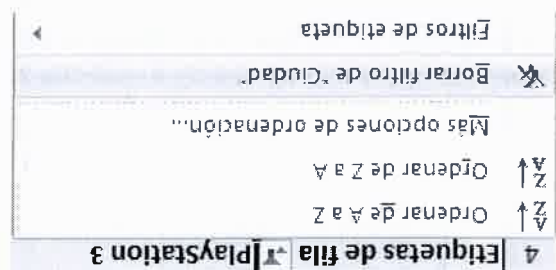 4 Etiquetas de fila PlayStation 3
Ordenar de A a Z
Ordenar de Z a A
Más opciones de ordenación...
Borrar filtro de "Ciudad"
Filtros de etiqueta